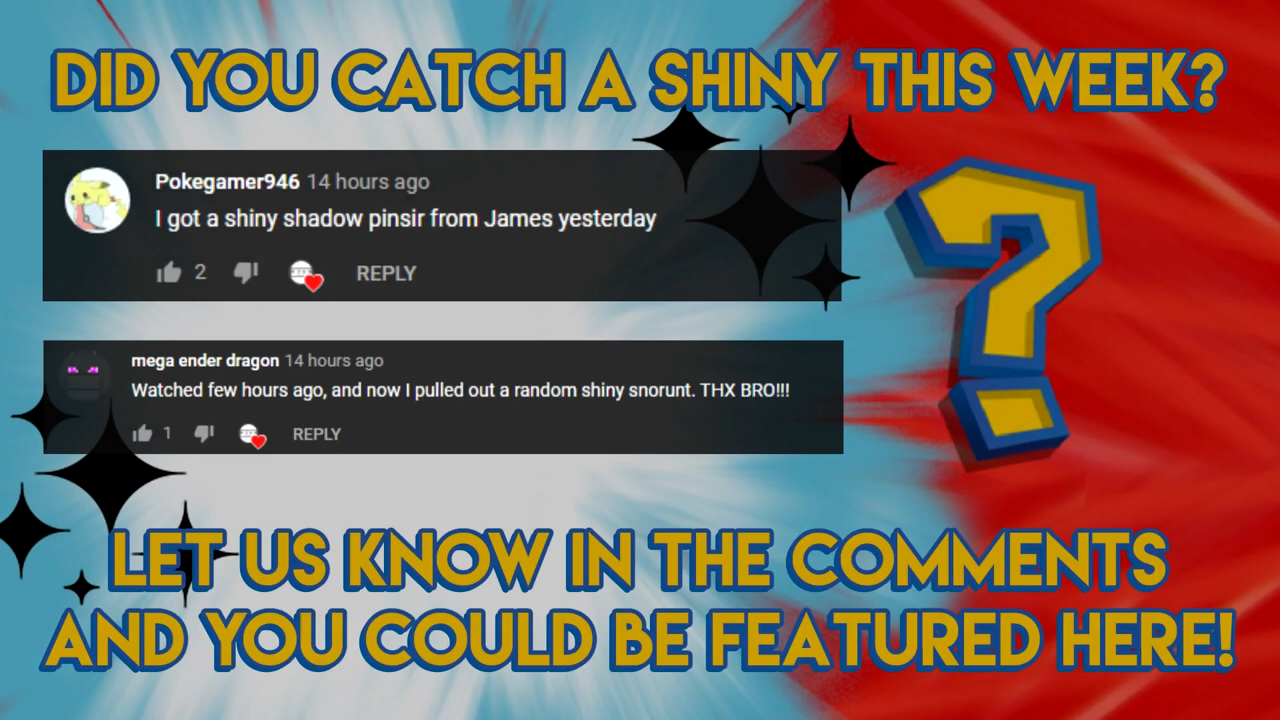 DID YOU CATCH A SHINY THIS WEEK?
Pokegamer946 14 hours ago
I got a shiny shadow pinsir from James yesterday
2 REPLY
?
mega ender dragon 14 hours ago
Watched few hours ago, and now I pulled out a random shiny snorunt. THX BRO!!!
1 REPLY
LET US KNOW IN THE COMMENTS
AND YOU COULD BE FEATURED HERE!